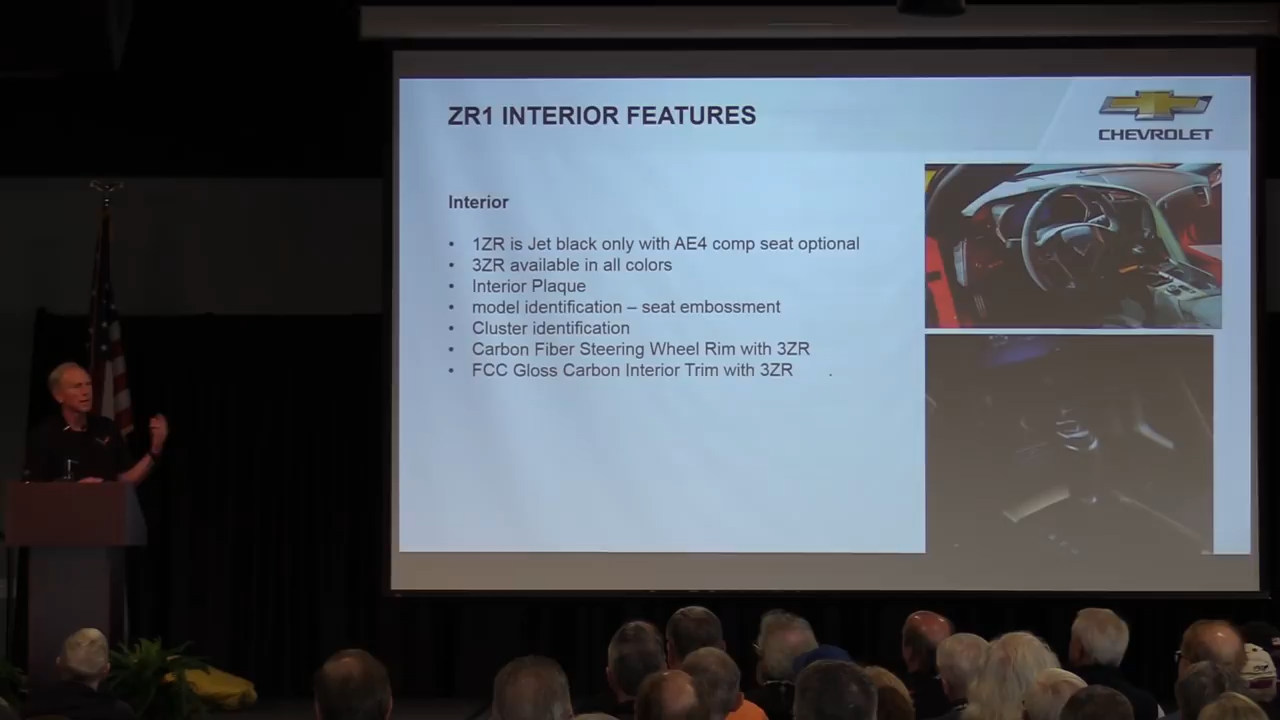 ZR1 INTERIOR FEATURES
CHEVROLET
Interior
• 1ZR is Jet black only with AE4 comp seat optional
• 3ZR available in all colors
• Interior Plaque
• model identification – seat embossment
• Cluster identification
• Carbon Fiber Steering Wheel Rim with 3ZR
• FCC Gloss Carbon Interior Trim with 3ZR .